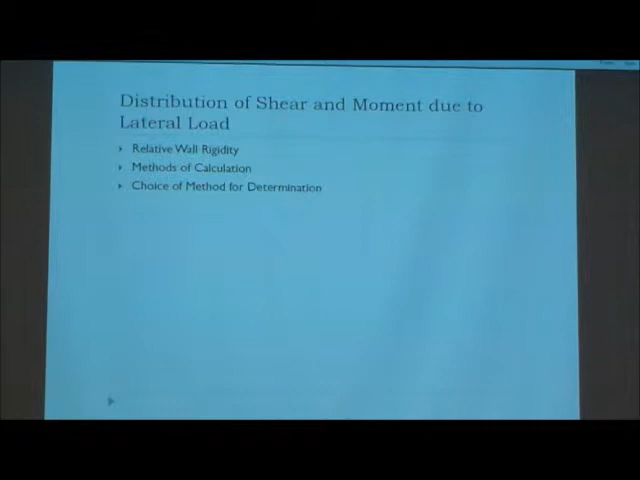 Distribution of Shear and Moment due to
Lateral Load
Relative Wall Rigidity
Methods of Calculation
Choice of Method for Determination